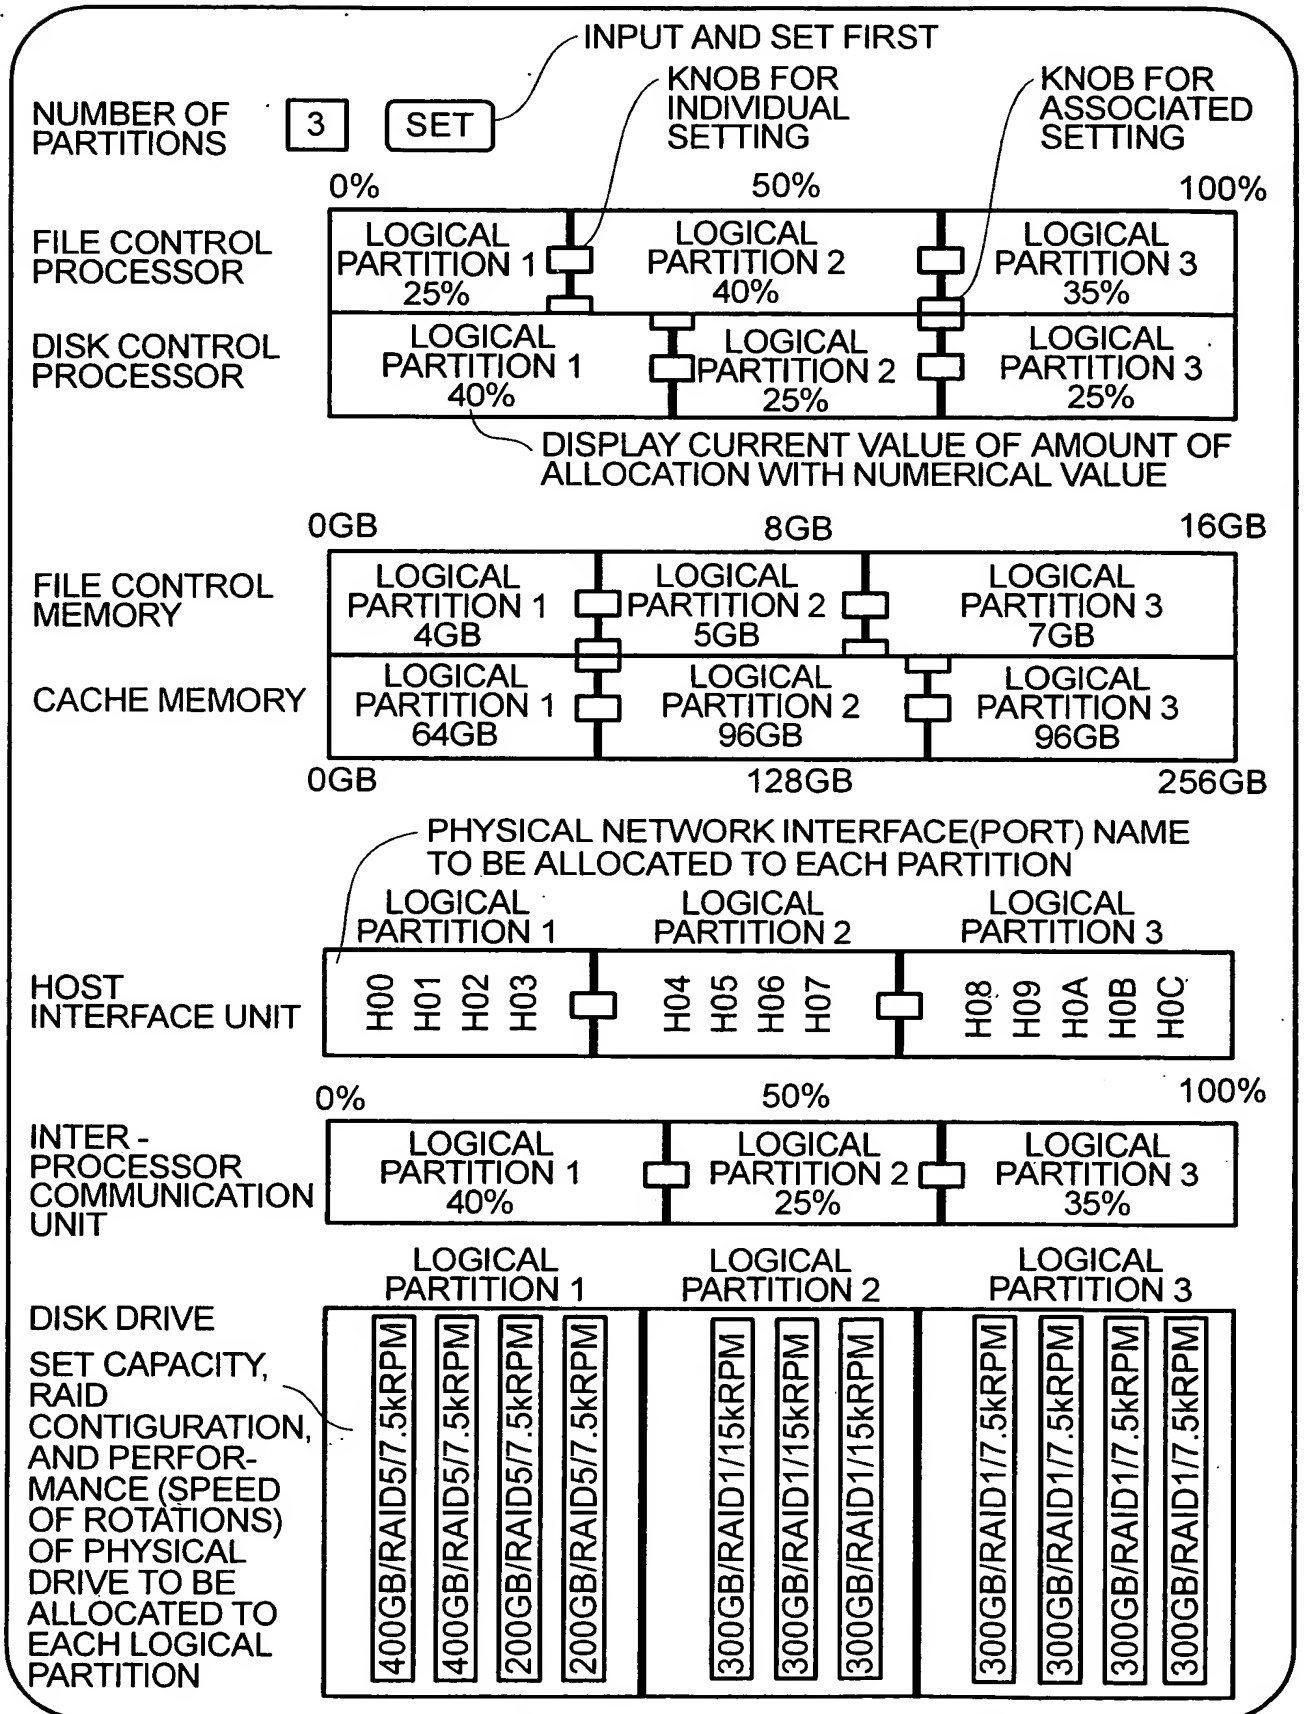 INPUT AND SET FIRST
KNOB FOR
INDIVIDUAL
SETTING
KNOB FOR
ASSOCIATED
SETTING
NUMBER OF
PARTITIONS
3
SET
0% 50% 100%
FILE CONTROL
PROCESSOR
LOGICAL
PARTITION 1
25%
LOGICAL
PARTITION 2
40%
LOGICAL
PARTITION 3
35%
DISK CONTROL
PROCESSOR
LOGICAL
PARTITION 1
40%
LOGICAL
PARTITION 2
25%
LOGICAL
PARTITION 3
25%
DISPLAY CURRENT VALUE OF AMOUNT OF
ALLOCATION WITH NUMERICAL VALUE
0GB 8GB 16GB
FILE CONTROL
MEMORY
LOGICAL
PARTITION 1
4GB
LOGICAL
PARTITION 2
5GB
LOGICAL
PARTITION 3
7GB
CACHE MEMORY
LOGICAL
PARTITION 1
64GB
LOGICAL
PARTITION 2
96GB
LOGICAL
PARTITION 3
96GB
0GB 128GB 256GB
PHYSICAL NETWORK INTERFACE(PORT) NAME
TO BE ALLOCATED TO EACH PARTITION
LOGICAL
PARTITION 1
LOGICAL
PARTITION 2
LOGICAL
PARTITION 3
HOST
INTERFACE UNIT
H00
H01
H02
H03
H04
H05
H06
H07
H08
H09
H0A
H0B
H0C
0% 50% 100%
INTER-
PROCESSOR
COMMUNICATION
UNIT
LOGICAL
PARTITION 1
40%
LOGICAL
PARTITION 2
25%
LOGICAL
PARTITION 3
35%
LOGICAL
PARTITION 1
LOGICAL
PARTITION 2
LOGICAL
PARTITION 3
DISK DRIVE
SET CAPACITY,
RAID
CONTIGURATION,
AND PERFOR-
MANCE (SPEED
OF ROTATIONS)
OF PHYSICAL
DRIVE TO BE
ALLOCATED TO
EACH LOGICAL
PARTITION
400GB/RAID5/7.5kRPM
400GB/RAID5/7.5kRPM
200GB/RAID5/7.5kRPM
200GB/RAID5/7.5kRPM
300GB/RAID1/15kRPM
300GB/RAID1/15kRPM
300GB/RAID1/15kRPM
300GB/RAID1/7.5kRPM
300GB/RAID1/7.5kRPM
300GB/RAID1/7.5kRPM
300GB/RAID1/7.5kRPM